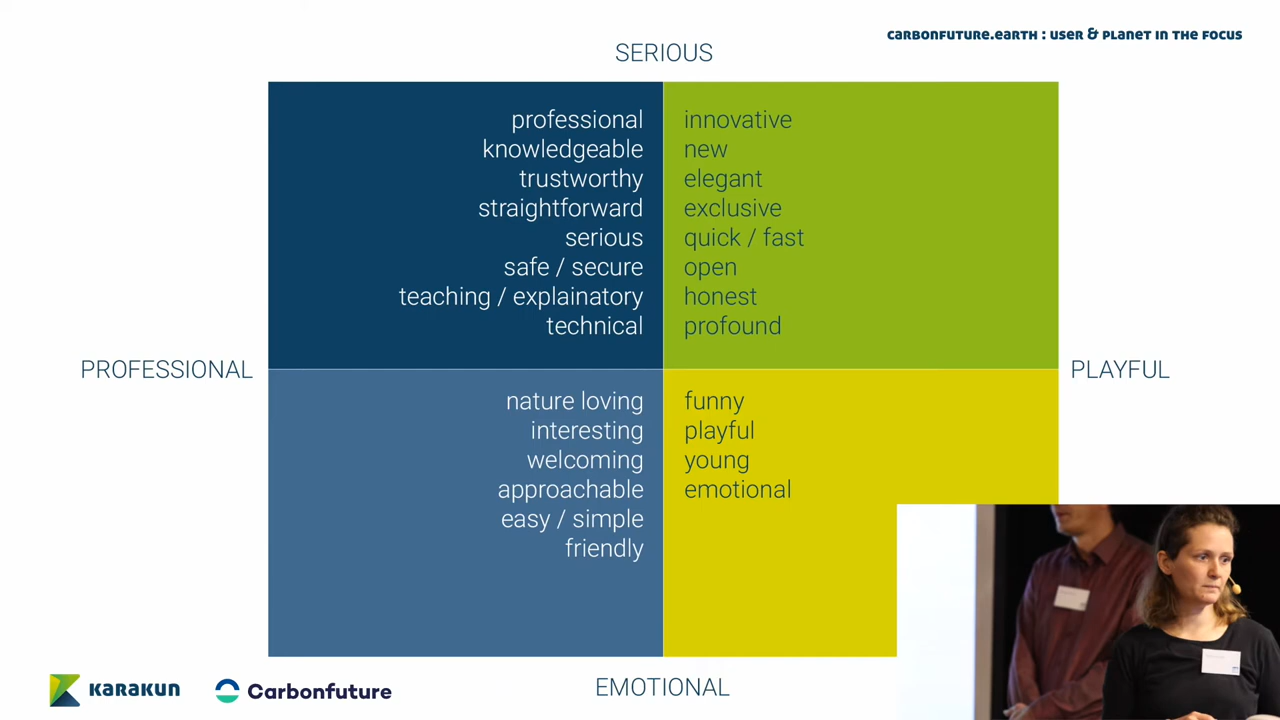 carbonfuture.earth : user & planet in the focus
SERIOUS
professional
knowledgeable
trustworthy
straightforward
serious
safe / secure
teaching / explainatory
technical
innovative
new
elegant
exclusive
quick / fast
open
honest
profound
PROFESSIONAL
PLAYFUL
nature loving
interesting
welcoming
approachable
easy / simple
friendly
funny
playful
young
emotional
KARAKUN
Carbonfuture
EMOTIONAL